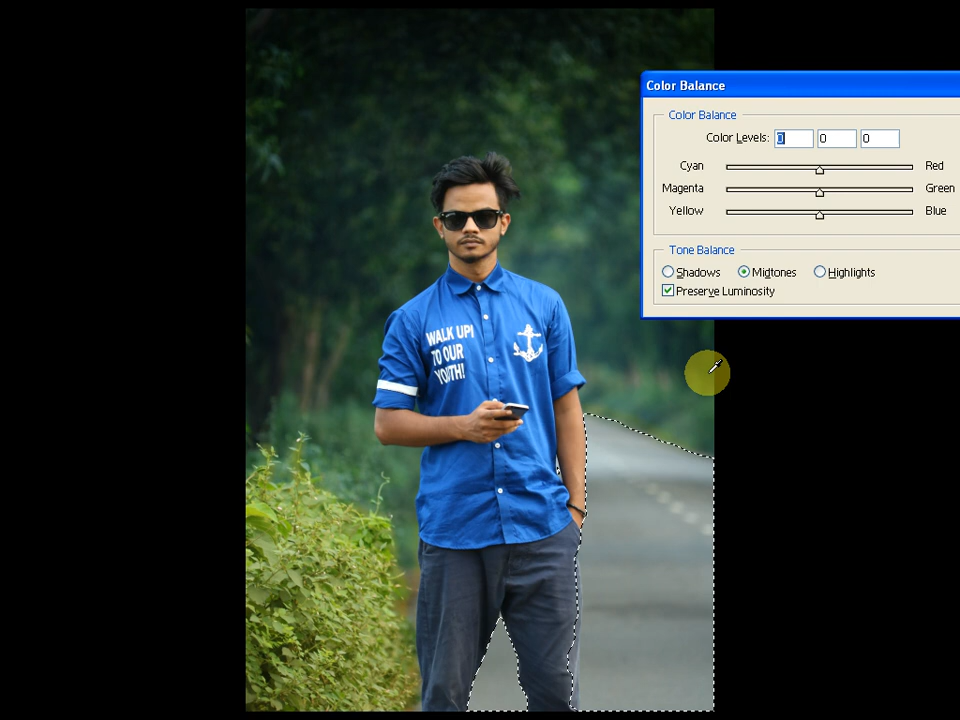 Color Balance
Color Balance
Color Levels: 0 0 0
Cyan Red
Magenta Green
Yellow Blue
Tone Balance
Shadows Midtones Highlights
Preserve Luminosity
WALK UP!
TO OUR
YOUTH!